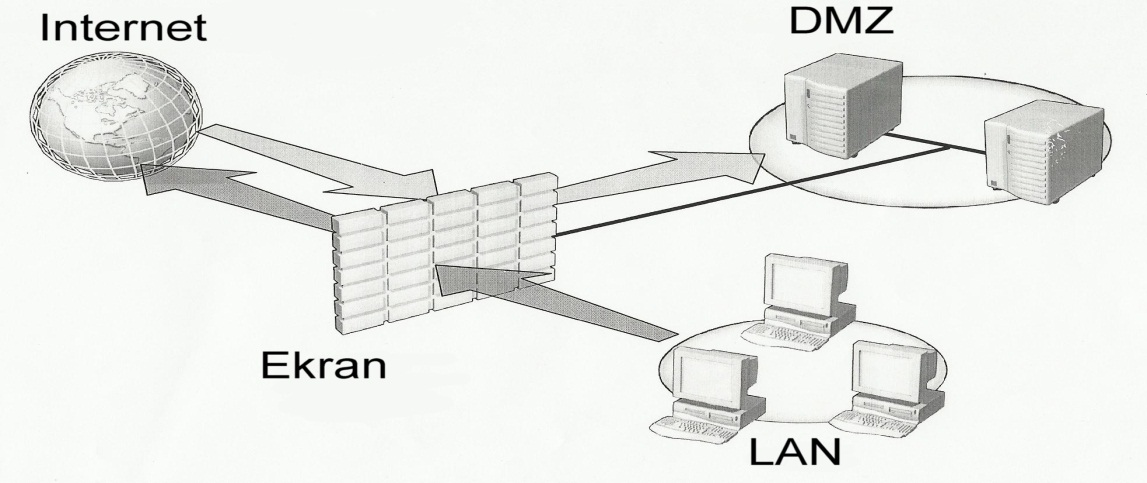 Internet
DMZ
Ekran
LAN